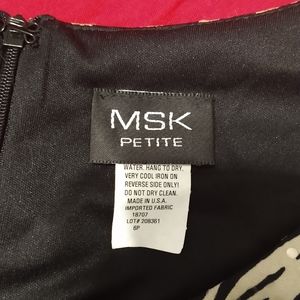 MSK
PETITE
WATER. HANG TO DRY,
VERY COOL IRON ON
REVERSE SIDE ONLY!
DO NOT DRY CLEAN.
MADE IN U.S.A.
IMPORTED FABRIC
18707
LOT# 208361
6P